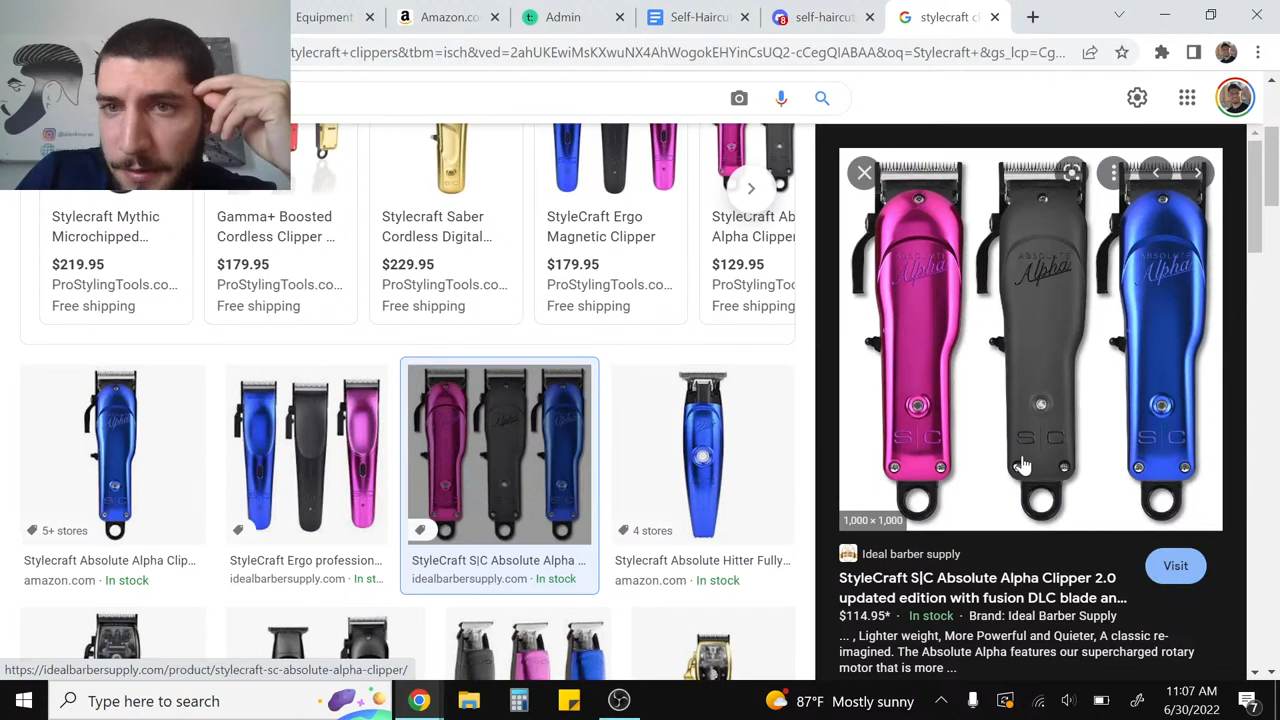 Equipment
Amazon.co
Admin
Self-Haircu
self-haircut
stylecraft c
stylecraft+clippers&tbm=isch&ved=2ahUKEwiMsKXwuNX4AhWogokEHYinCsUQ2-cCegQIABAA&oq=Stylecraft+&gs_lcp=Cg...
Stylecraft Mythic
Microchipped...
$219.95
ProStylingTools.co...
Free shipping
Gamma+ Boosted
Cordless Clipper ...
$179.95
ProStylingTools.co...
Free shipping
Stylecraft Saber
Cordless Digital...
$229.95
ProStylingTools.co...
Free shipping
StyleCraft Ergo
Magnetic Clipper
$179.95
ProStylingTools.co...
Free shipping
StyleCraft Ab
Alpha Clipper
$129.95
ProStylingToo
Free shipping
5+ stores
Stylecraft Absolute Alpha Clip...
amazon.com · In stock
StyleCraft Ergo profession...
idealbarbersupply.com · In st...
StyleCraft S|C Absolute Alpha ...
idealbarbersupply.com · In stock
4 stores
Stylecraft Absolute Hitter Fully...
amazon.com · In stock
ABSOLUTE
Alpha
S|C
ABSOLUTE
Alpha
S|C
ABSOLUTE
Alpha
S|C
1,000 × 1,000
Ideal barber supply
Visit
StyleCraft S|C Absolute Alpha Clipper 2.0
updated edition with fusion DLC blade an...
$114.95* · In stock · Brand: Ideal Barber Supply
... , Lighter weight, More Powerful and Quieter, A classic re-
imagined. The Absolute Alpha features our supercharged rotary
motor that is more ...
https://idealbarbersupply.com/product/stylecraft-sc-absolute-alpha-clipper/
Type here to search
87°F Mostly sunny
11:07 AM
6/30/2022
7